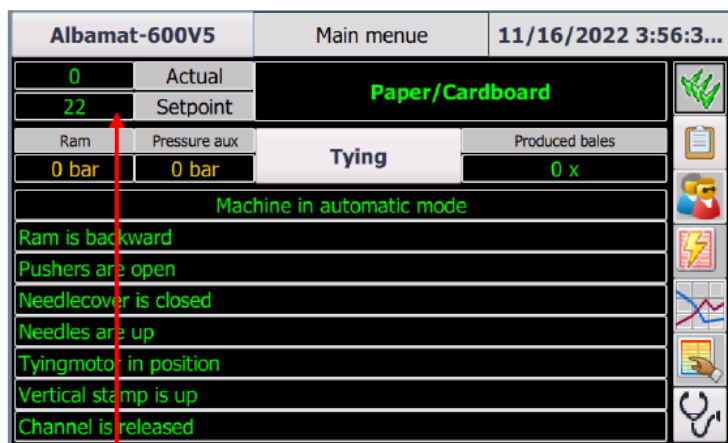 Albamat-600V5 Main menue 11/16/2022 3:56:3...
0 Actual
Paper/Cardboard
22 Setpoint
Ram Pressure aux Tying Produced bales
0 bar 0 bar 0 x
Machine in automatic mode
Ram is backward
Pushers are open
Needlecover is closed
Needles are up
Tyingmotor in position
Vertical stamp is up
Channel is released